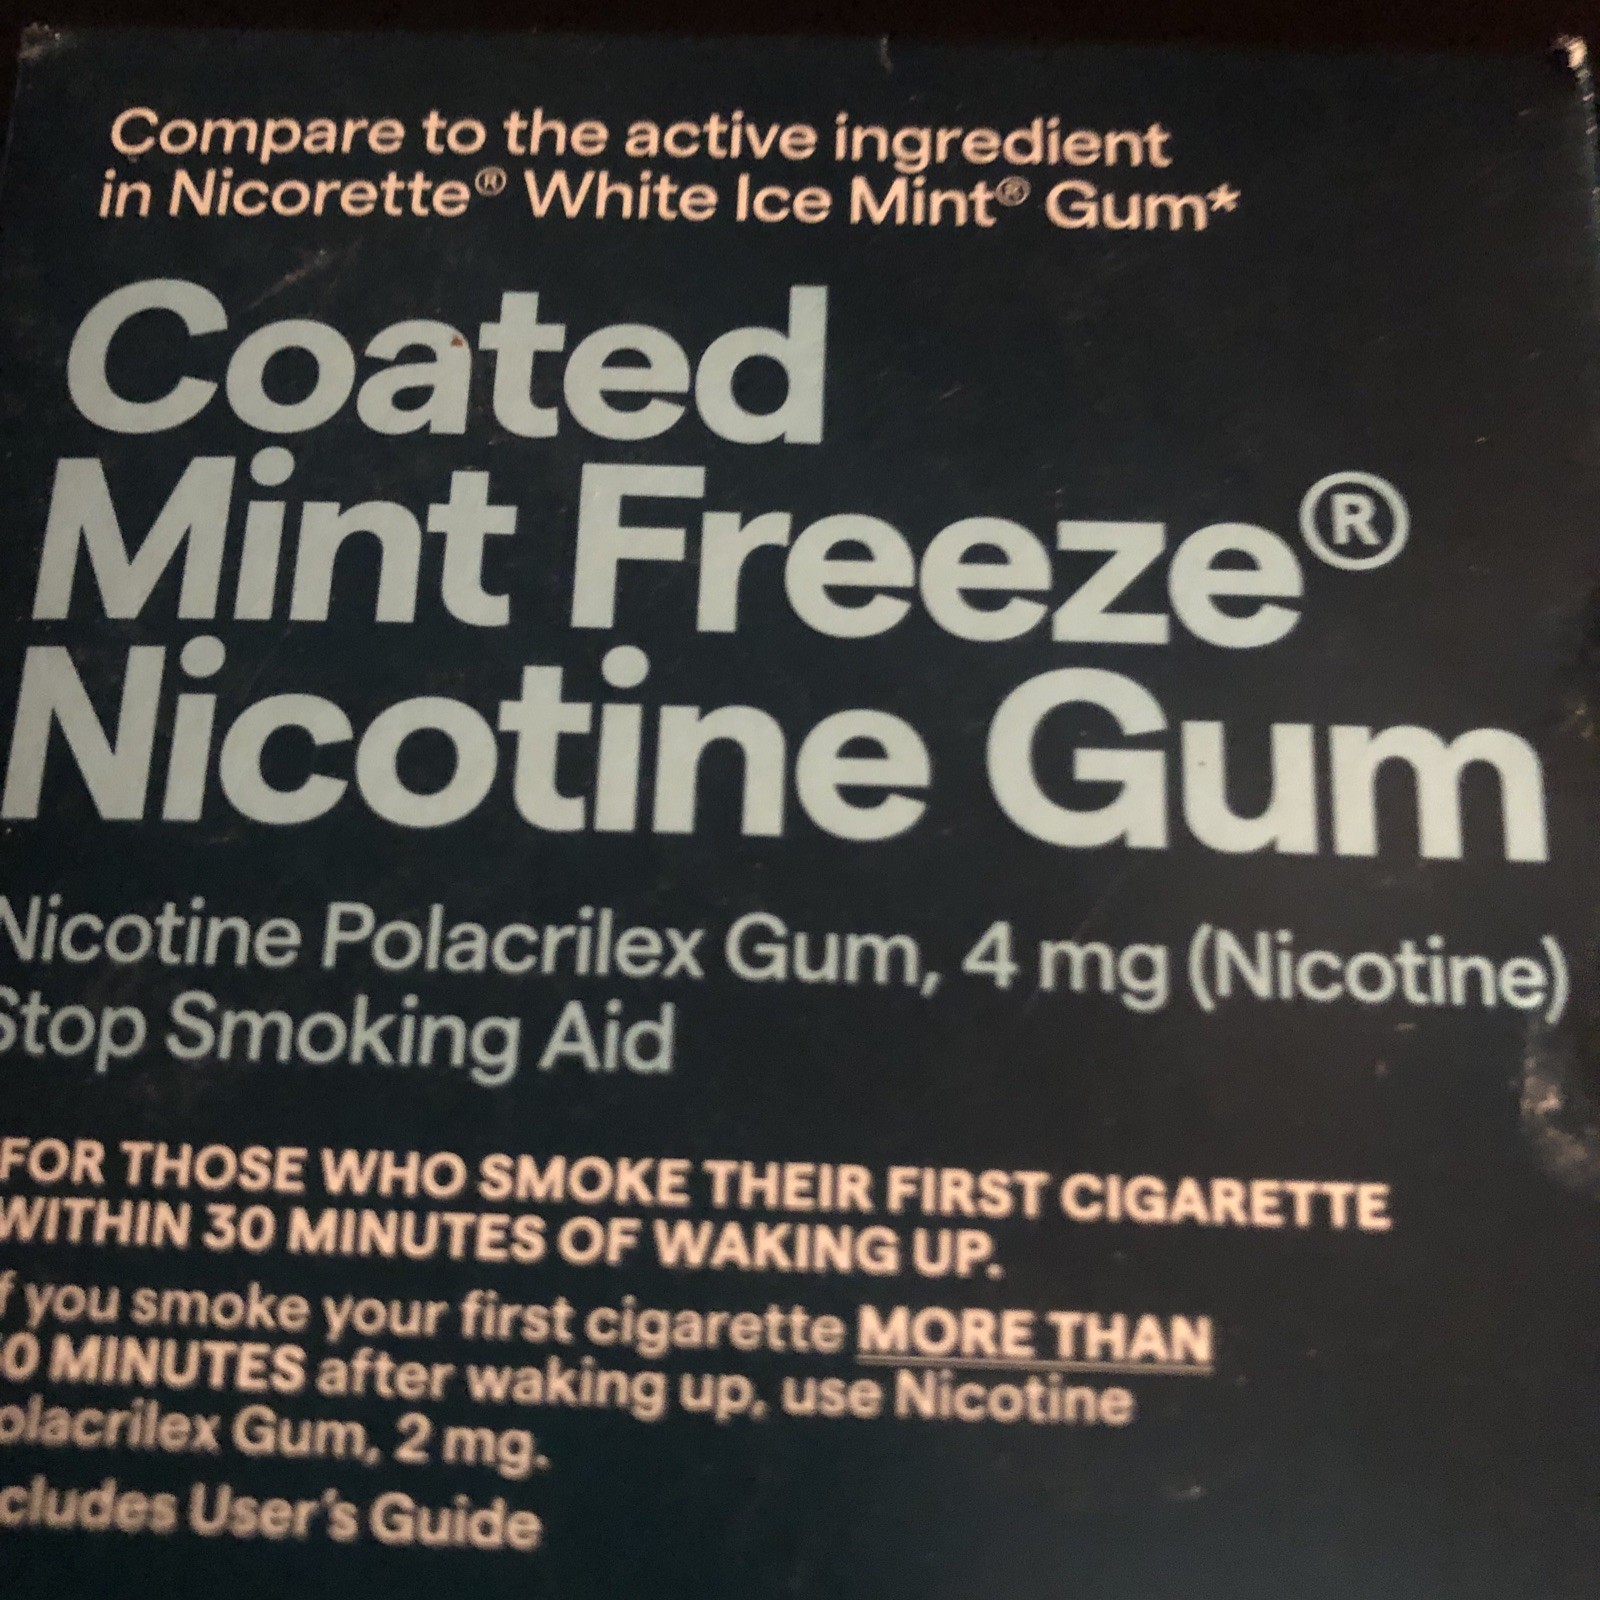 Compare to the active ingredient
in Nicorette® White Ice Mint® Gum*
Coated
Mint Freeze®
Nicotine Gum
Nicotine Polacrilex Gum, 4 mg (Nicotine)
Stop Smoking Aid
FOR THOSE WHO SMOKE THEIR FIRST CIGARETTE
WITHIN 30 MINUTES OF WAKING UP.
f you smoke your first cigarette MORE THAN
0 MINUTES after waking up, use Nicotine
olacrilex Gum, 2 mg.
cludes User's Guide